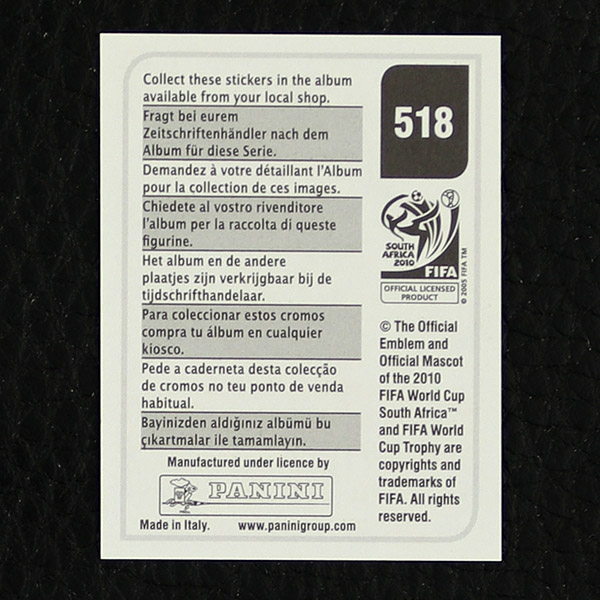 Collect these stickers in the album
available from your local shop.
Fragt bei eurem
Zeitschriftenhändler nach dem
Album für diese Serie.
Demandez à votre détaillant l'Album
pour la collection de ces images.
Chiedete al vostro rivenditore
l'album per la raccolta di queste
figurine.
Het album en de andere
plaatjes zijn verkrijgbaar bij de
tijdschrifthandelaar.
Para coleccionar estos cromos
compra tu álbum en cualquier
kiosco.
Pede a caderneta desta colecção
de cromos no teu ponto de venda
habitual.
Bayinizden aldığınız albümü bu
çıkartmalar ile tamamlayın.
Manufactured under licence by
PANINI
Made in Italy. www.paninigroup.com
518
SOUTH
AFRICA
2010
FIFA
OFFICIAL LICENSED
PRODUCT
© 2005 FIFA TM
© The Official
Emblem and
Official Mascot
of the 2010
FIFA World Cup
South Africa™
and FIFA World
Cup Trophy are
copyrights and
trademarks of
FIFA. All rights
reserved.